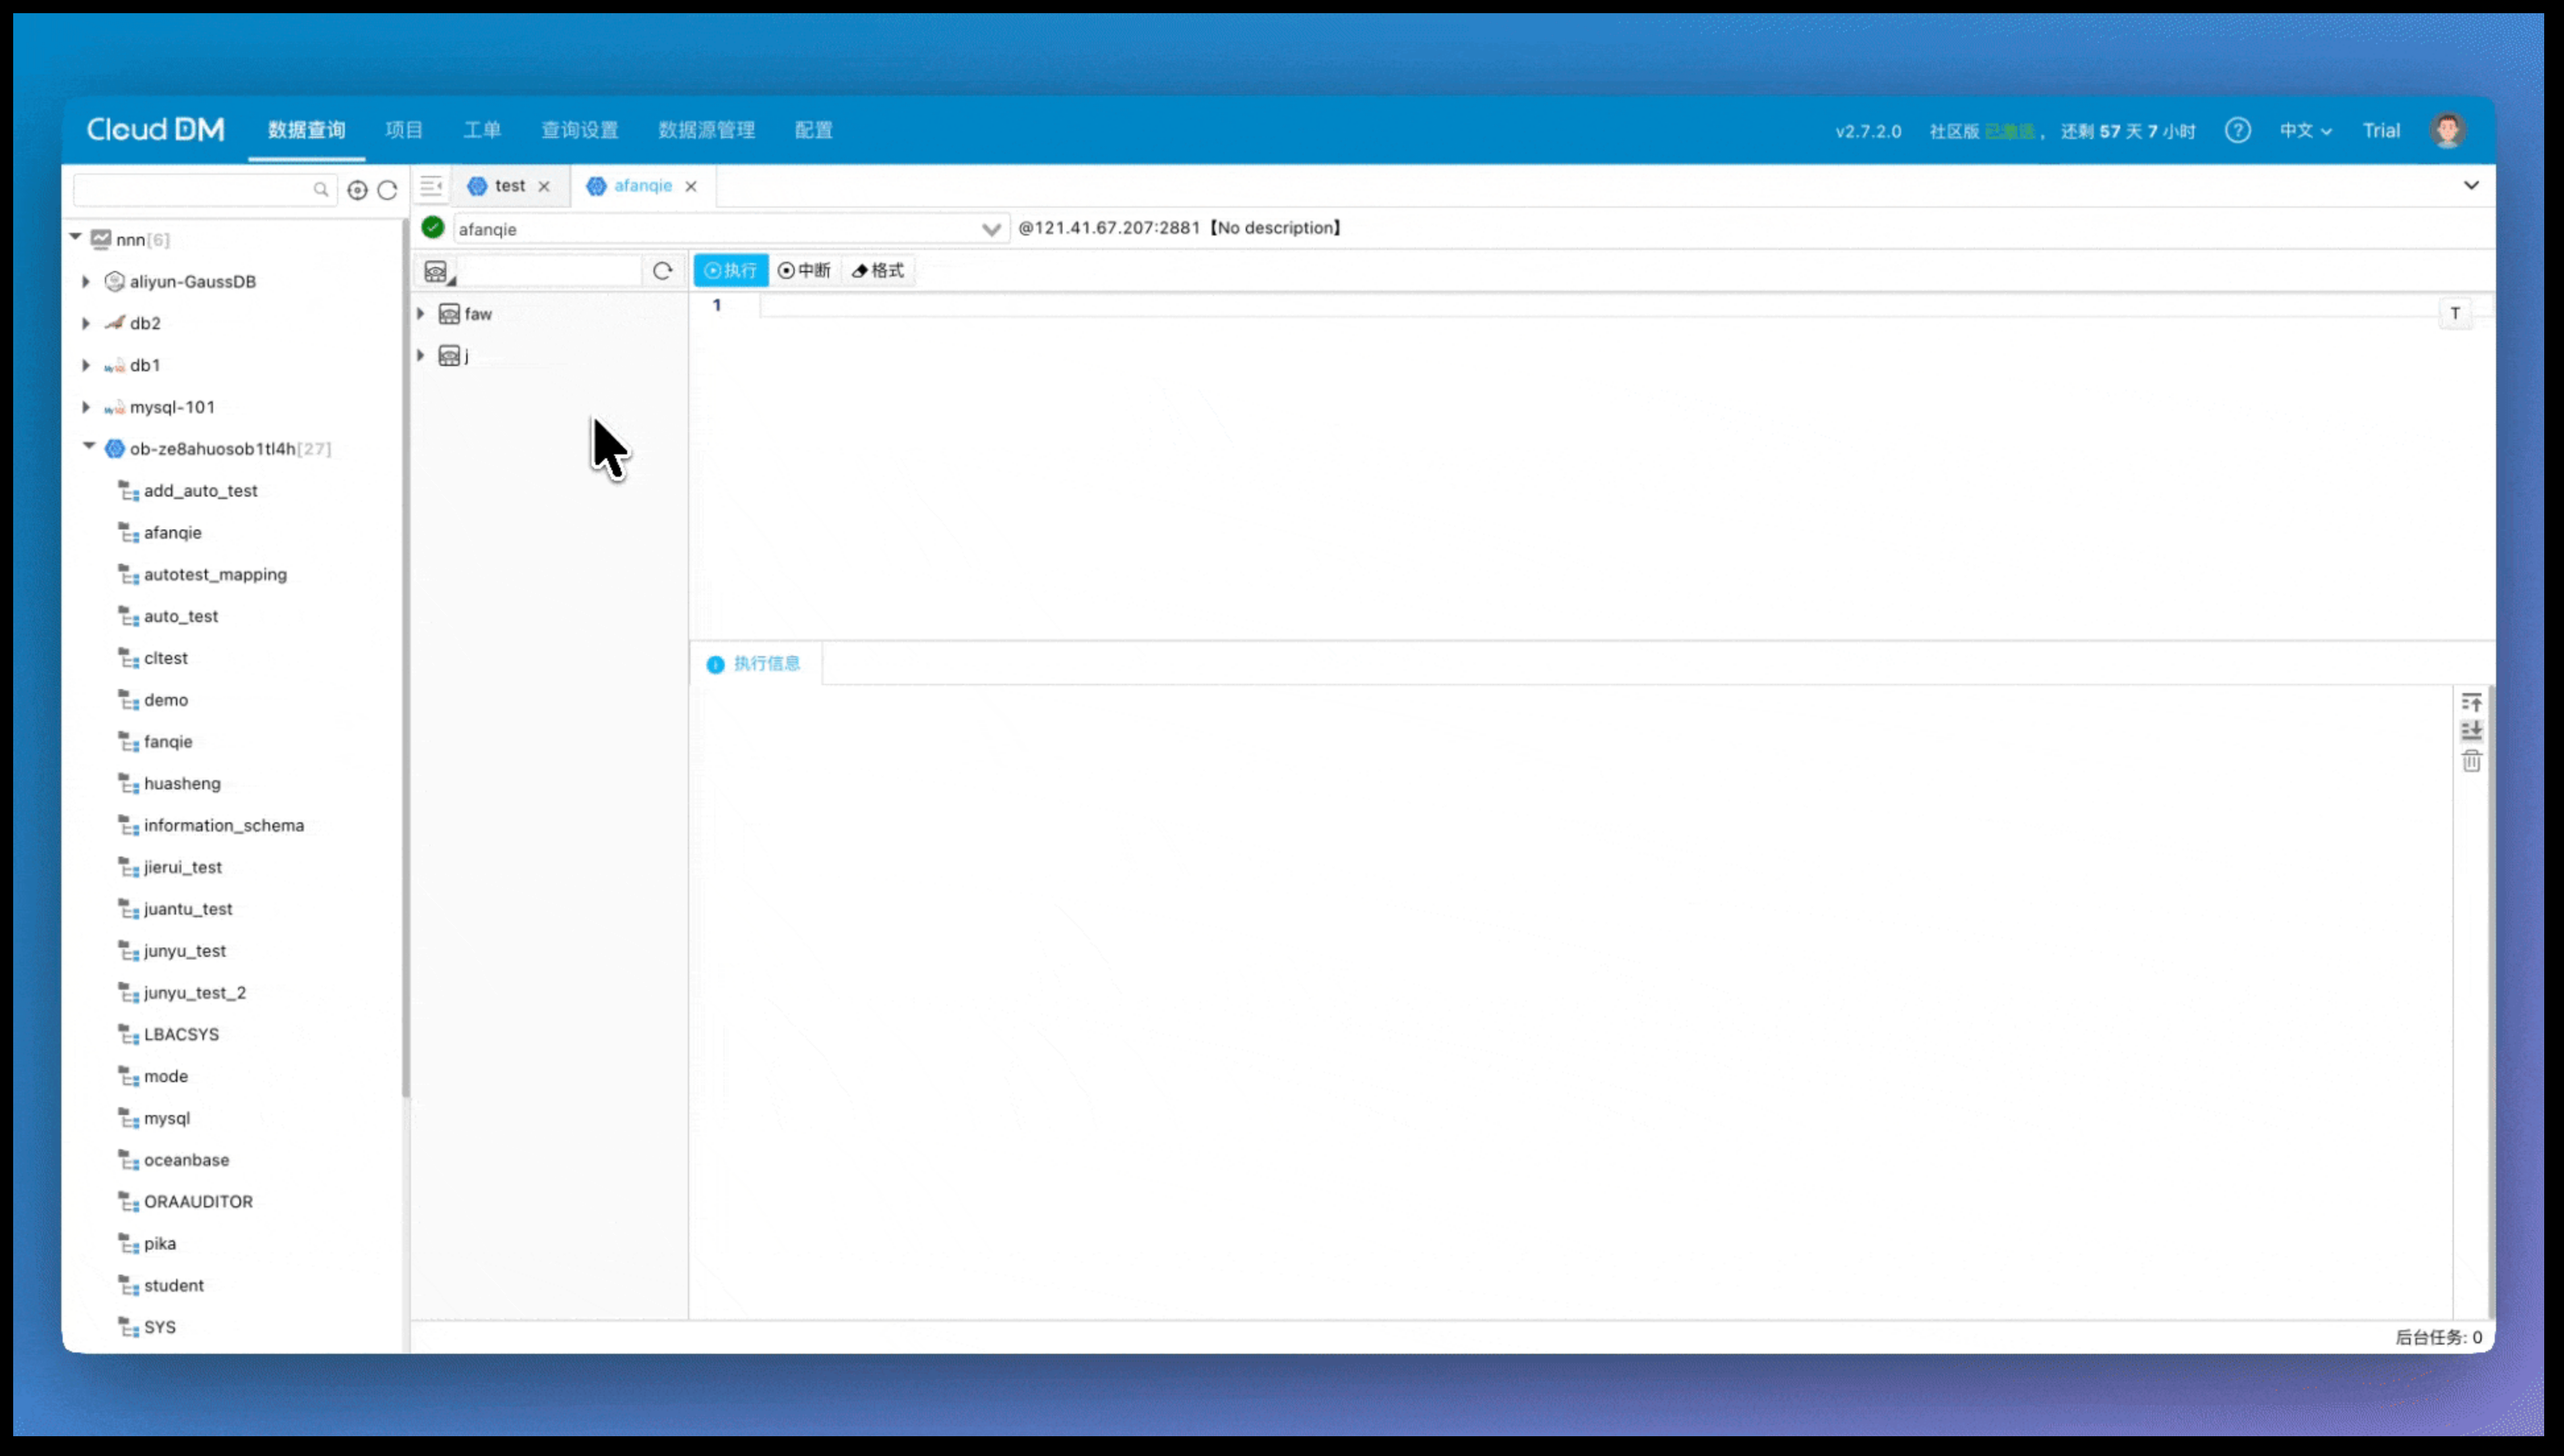 Cloud DM 数据查询 项目 工单 查询设置 数据源管理 配置 v2.7.2.0 社区版 已激活， 还剩 57 天 7 小时 ? 中文 Trial
test afanqie
afanqie @121.41.67.207:2881【No description】
执行 中断 格式
nnn[6]
aliyun-GaussDB
db2
db1
mysql-101
ob-ze8ahuosob1tl4h[27]
add_auto_test
afanqie
autotest_mapping
auto_test
cltest
demo
fanqie
huasheng
information_schema
jierui_test
juantu_test
junyu_test
junyu_test_2
LBACSYS
mode
mysql
oceanbase
ORAAUDITOR
pika
student
SYS
faw
j
1
T
执行信息
后台任务: 0